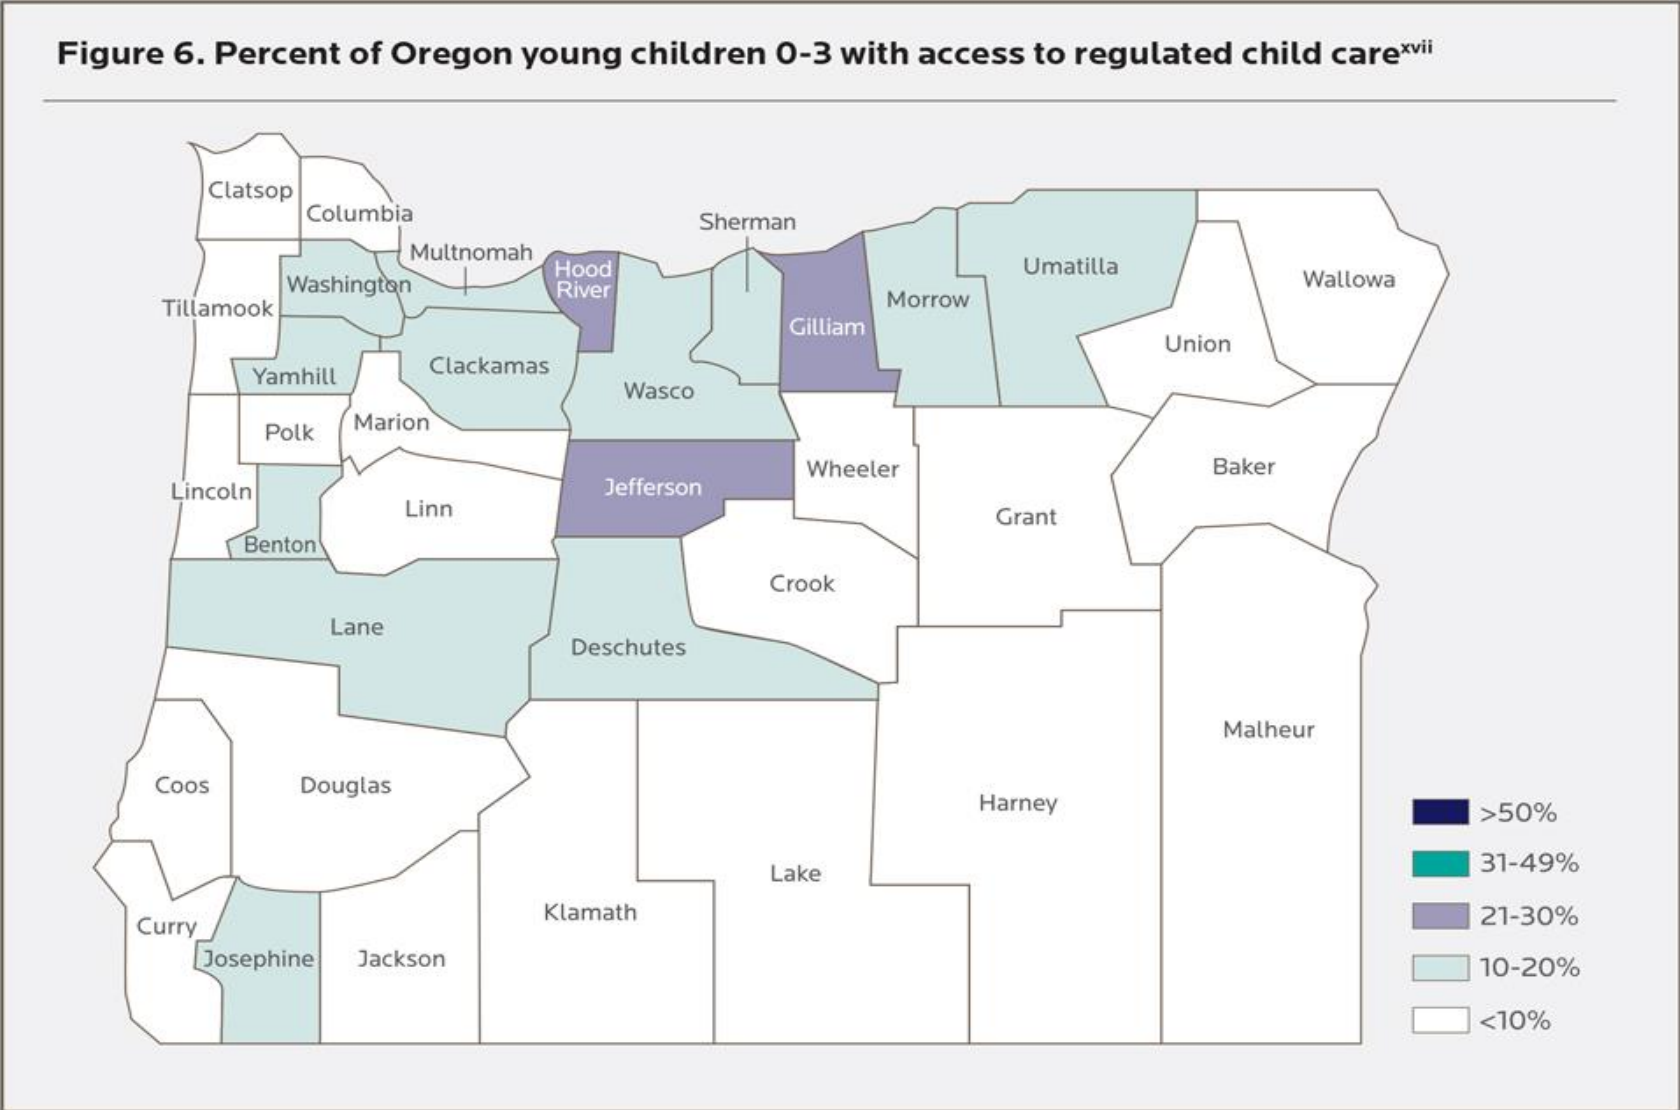 Figure 6. Percent of Oregon young children 0-3 with access to regulated child care^xvii
Clatsop
Columbia
Multnomah
Sherman
Hood
River
Washington
Tillamook
Umatilla
Wallowa
Morrow
Gilliam
Union
Yamhill
Clackamas
Wasco
Polk
Marion
Lincoln
Linn
Jefferson
Wheeler
Baker
Grant
Benton
Crook
Lane
Deschutes
Malheur
Coos
Douglas
Harney
Lake
Klamath
Curry
Josephine
Jackson
>50%
31-49%
21-30%
10-20%
<10%